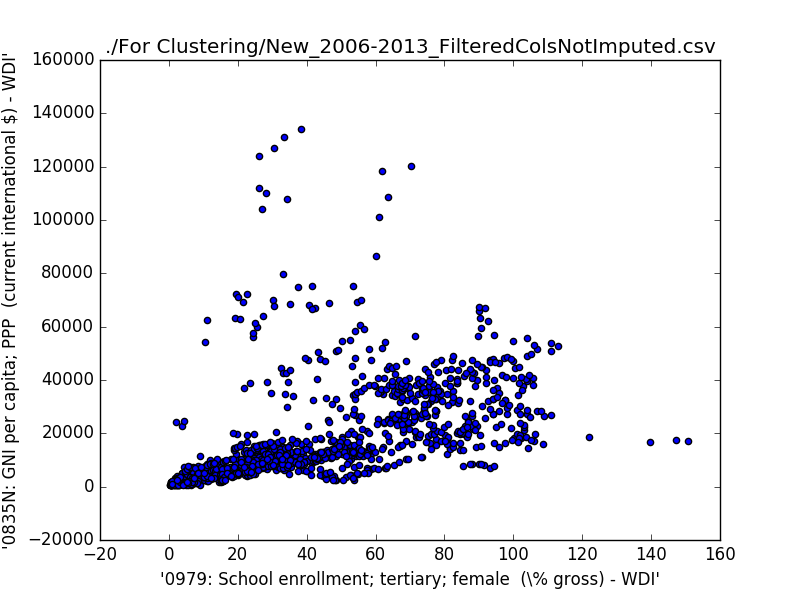 ./For Clustering/New_2006-2013_FilteredColsNotImputed.csv
160000
140000
120000
100000
80000
60000
40000
20000
0
−20000
−20 0 20 40 60 80 100 120 140 160
'0835N: GNI per capita; PPP (current international $) - WDI'
'0979: School enrollment; tertiary; female (\% gross) - WDI'